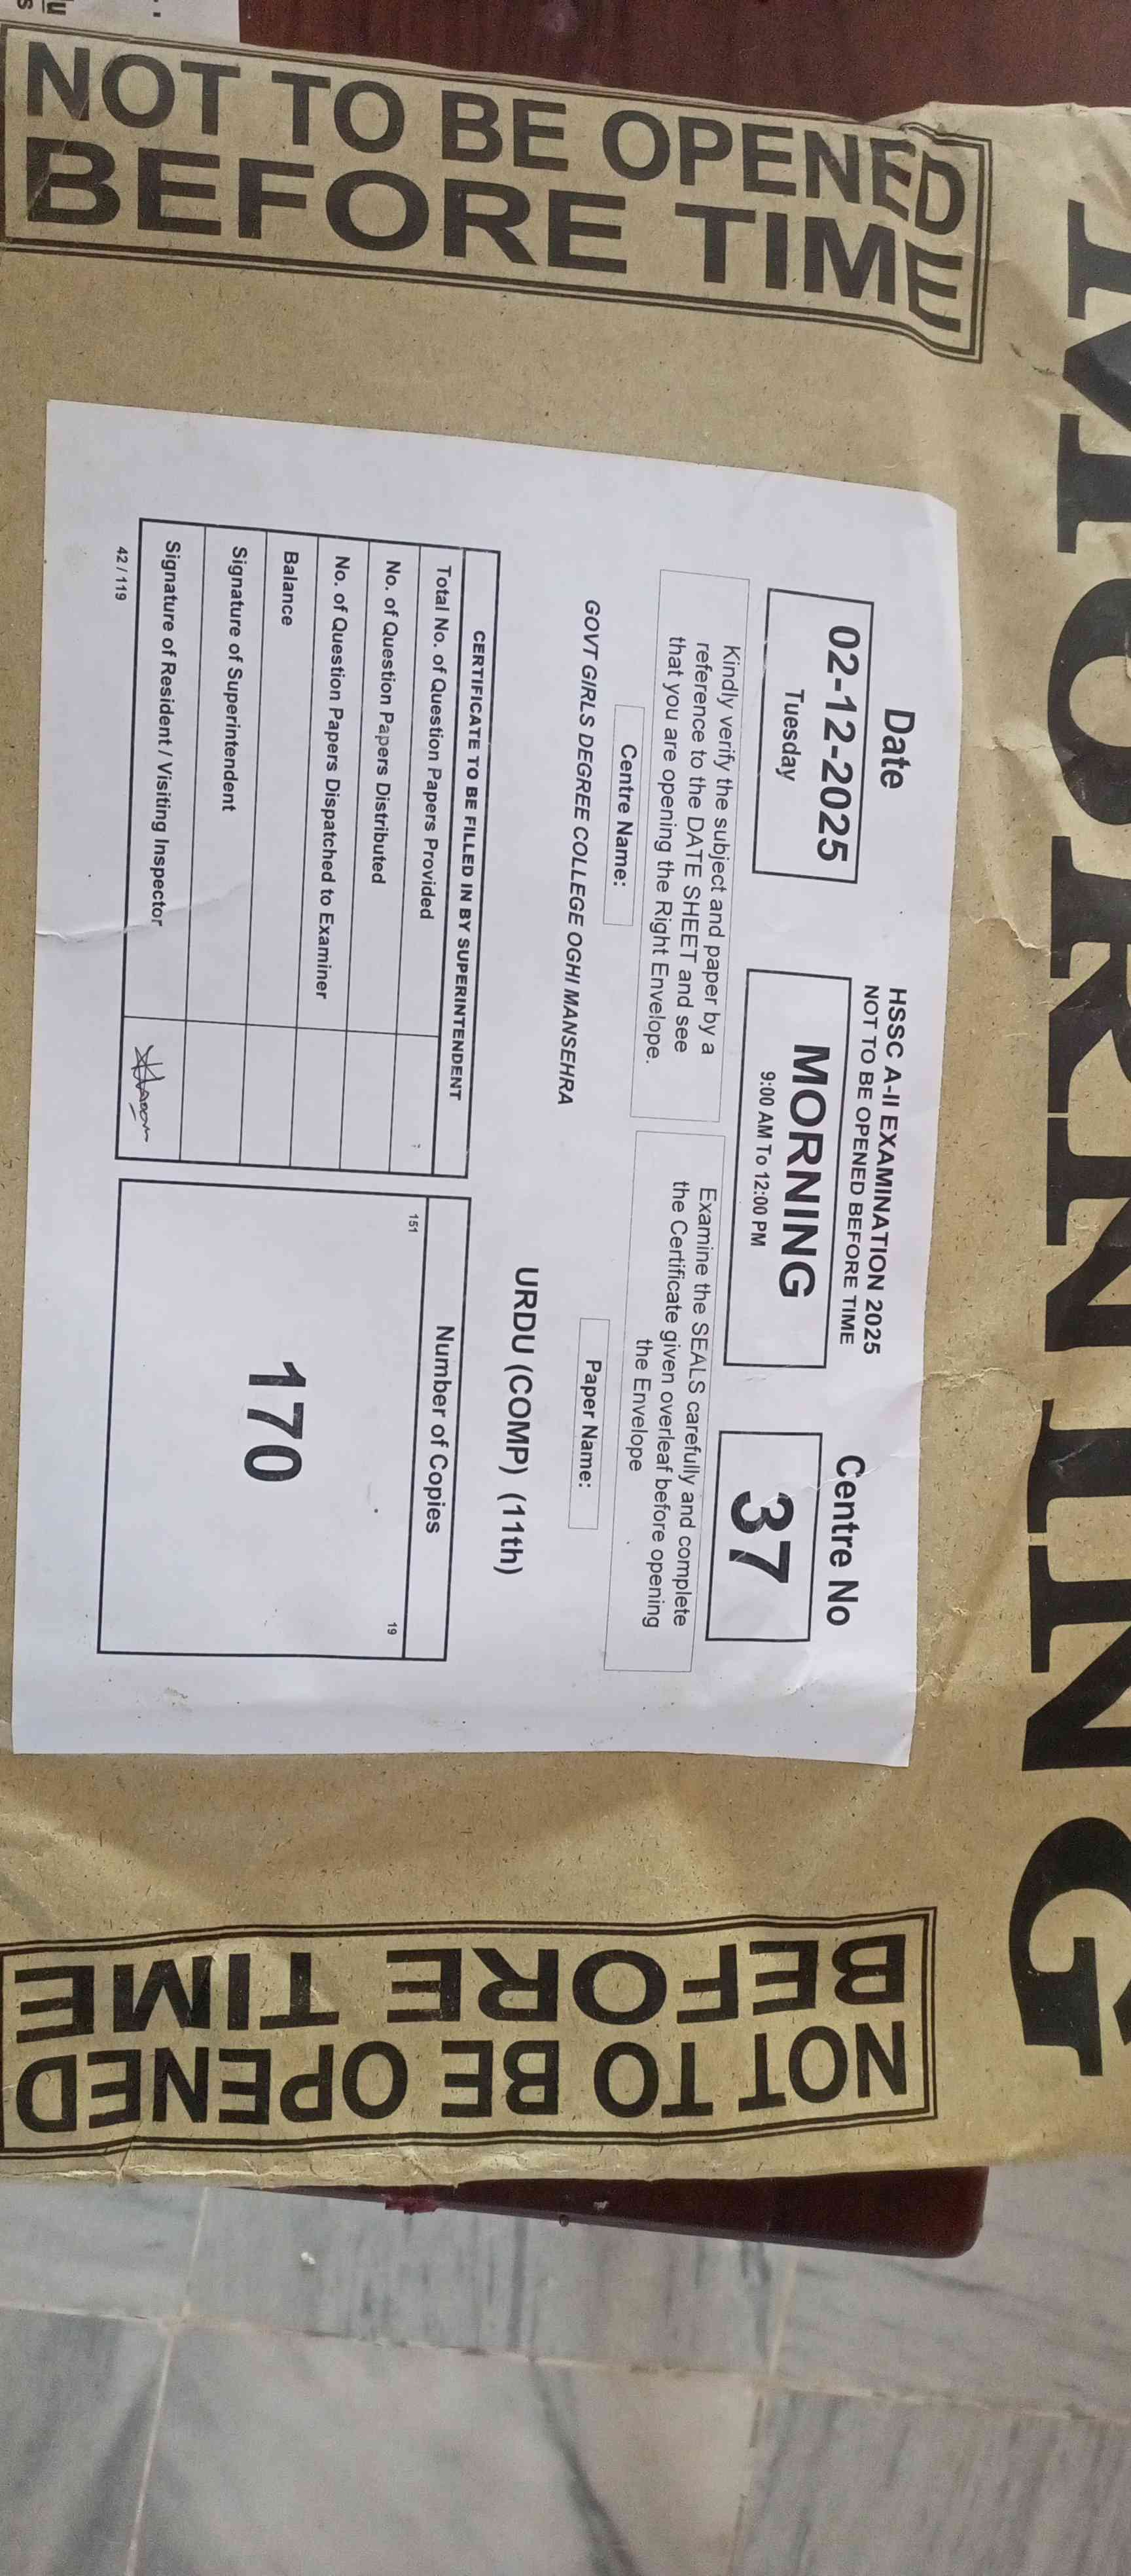 NOT TO BE OPENED
BEFORE TIME
MORNING
HSSC A-II EXAMINATION 2025
NOT TO BE OPENED BEFORE TIME
Date
02-12-2025
Tuesday
MORNING
9:00 AM To 12:00 PM
Centre No
37
Kindly verify the subject and paper by a
reference to the DATE SHEET and see
that you are opening the Right Envelope.
Examine the SEALS carefully and complete
the Certificate given overleaf before opening
the Envelope
Centre Name:
GOVT GIRLS DEGREE COLLEGE OGHI MANSEHRA
Paper Name:
URDU (COMP) (11th)
CERTIFICATE TO BE FILLED IN BY SUPERINTENDENT
Total No. of Question Papers Provided
No. of Question Papers Distributed
No. of Question Papers Dispatched to Examiner
Balance
Signature of Superintendent
Signature of Resident / Visiting Inspector
42 / 119
Number of Copies
151
19
170
NOT TO BE OPENED
BEFORE TIME